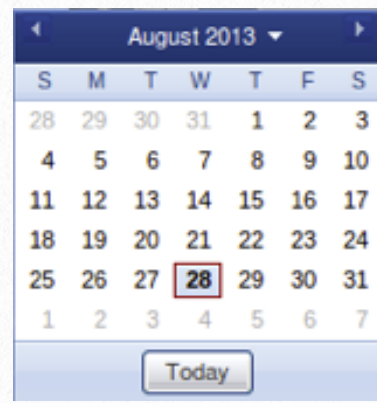 August 2013
S M T W T F S
28 29 30 31 1 2 3
4 5 6 7 8 9 10
11 12 13 14 15 16 17
18 19 20 21 22 23 24
25 26 27 28 29 30 31
1 2 3 4 5 6 7
Today